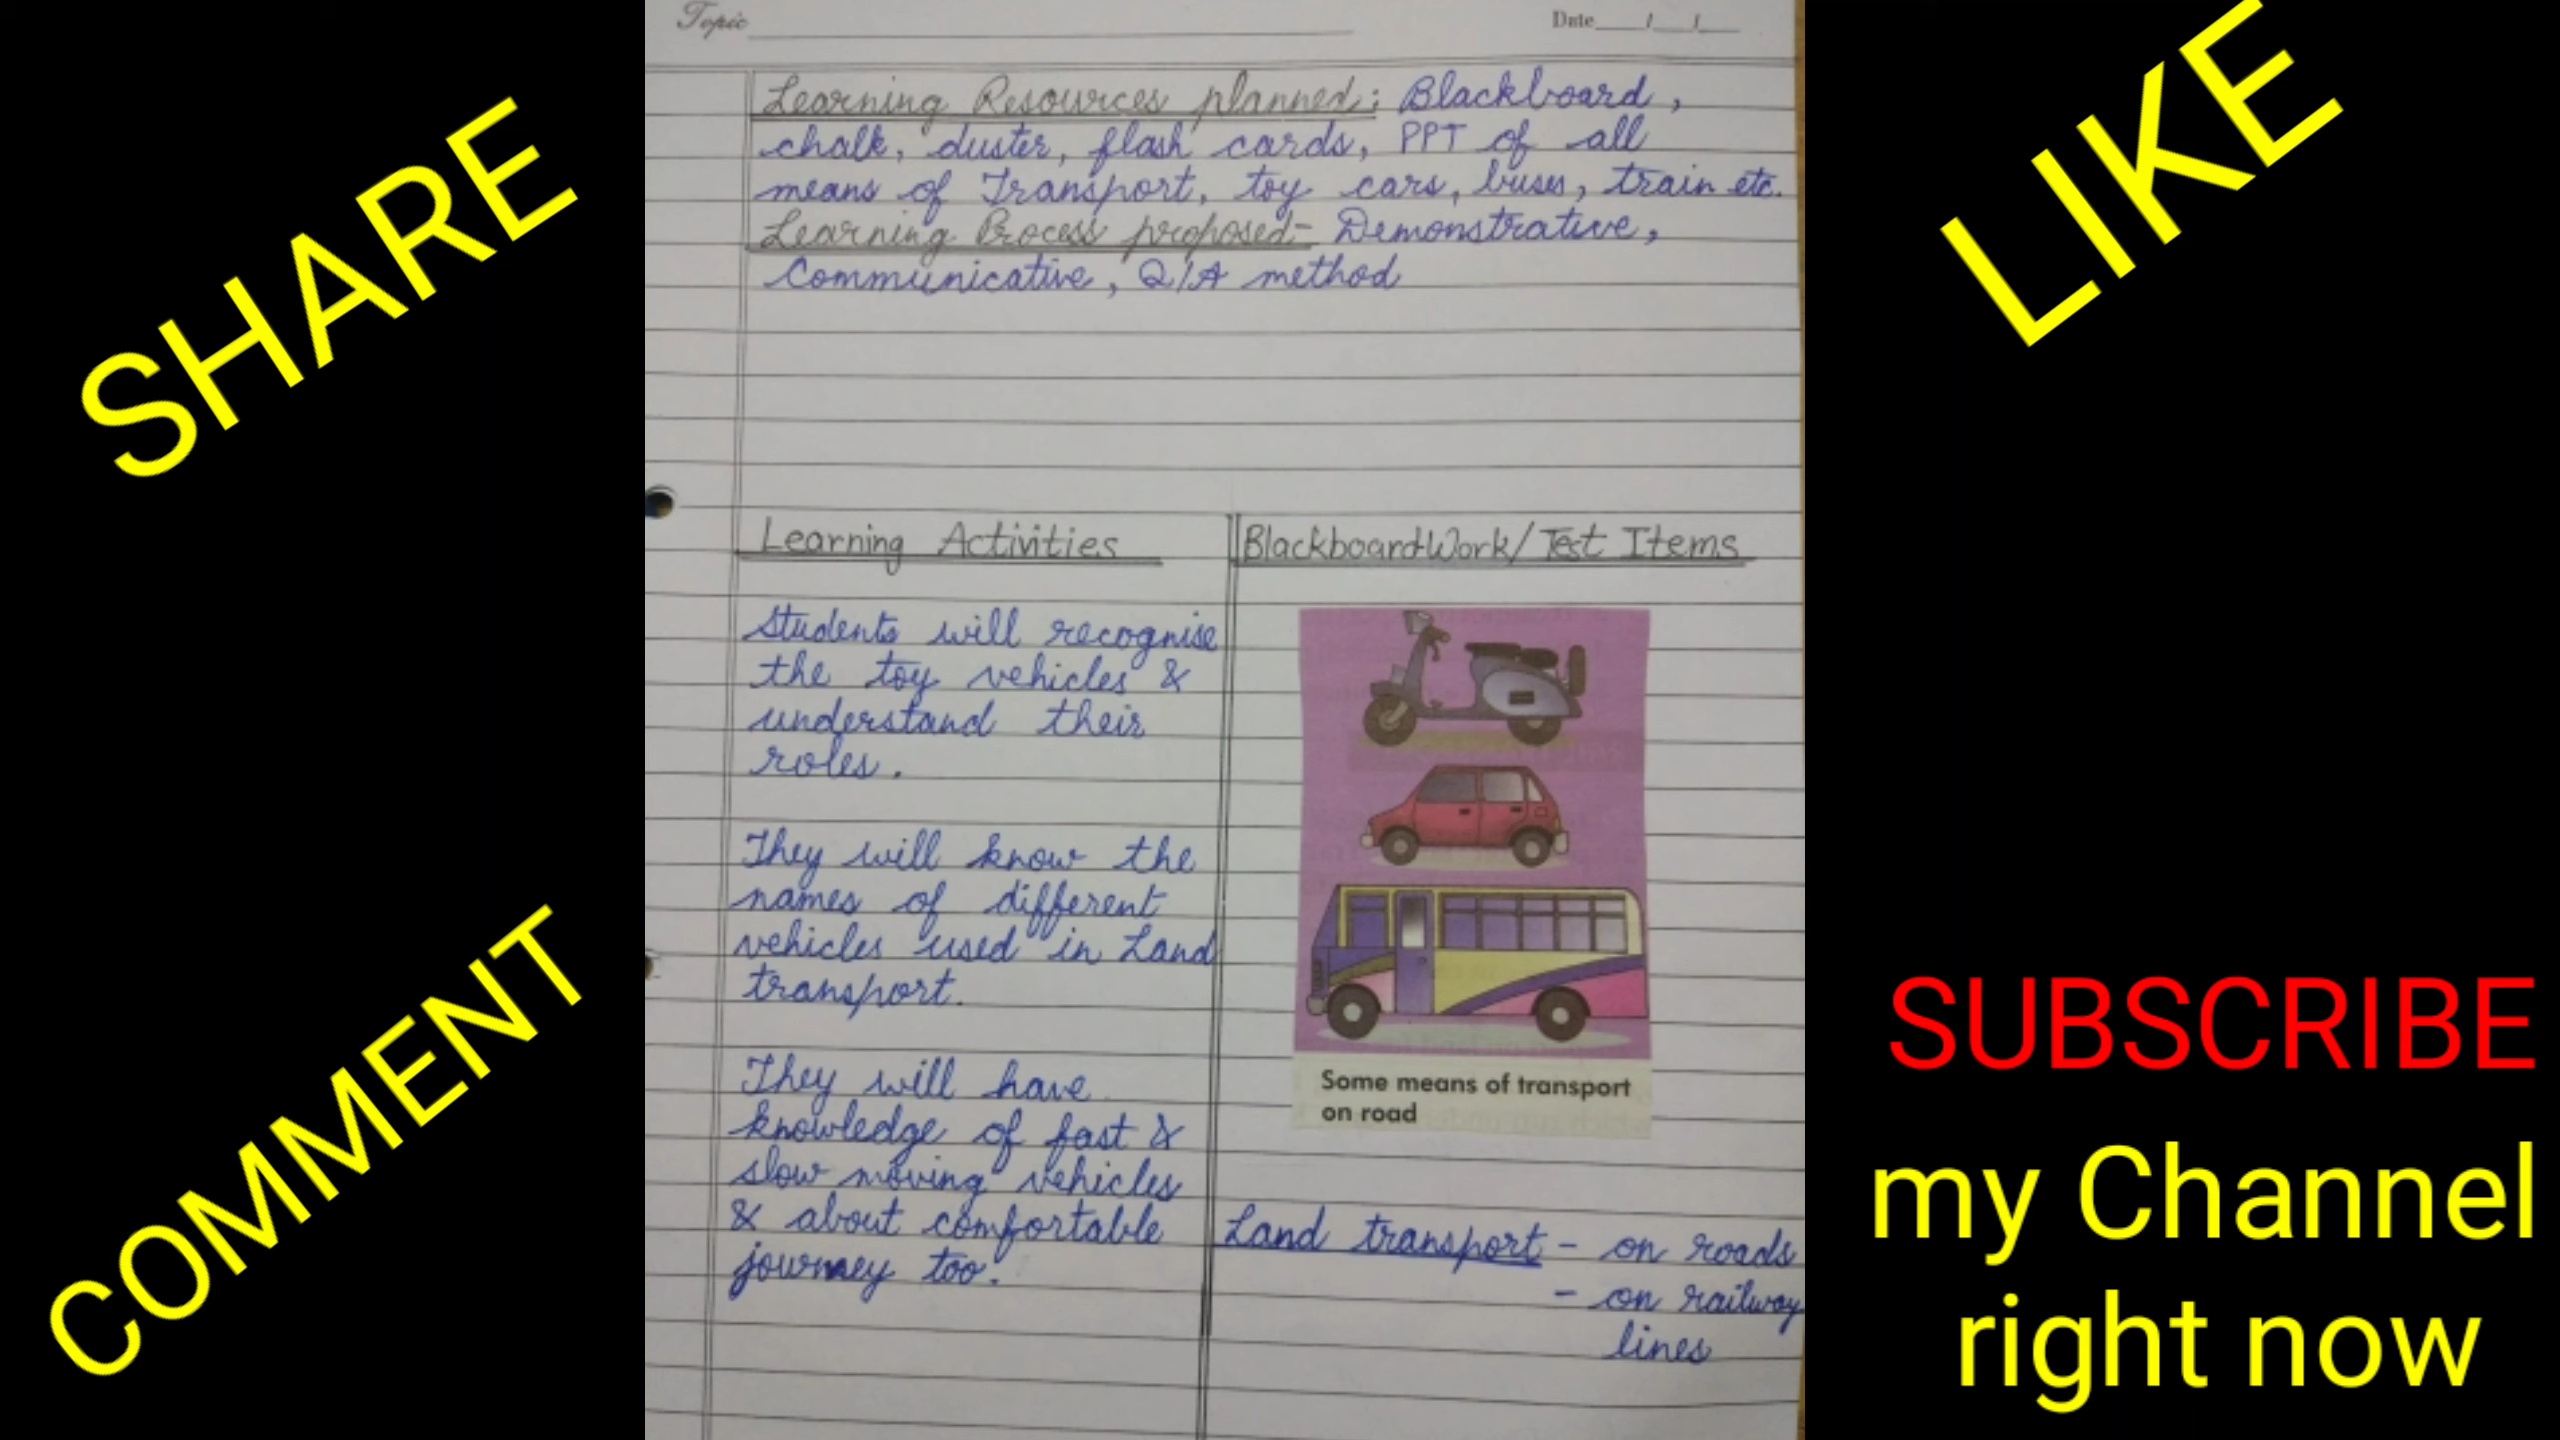 SHARE
COMMENT
Topic
Date / /
Learning Resources planned: Blackboard,
chalk, duster, flash cards, PPT of all
means of Transport, toy cars, buses, train etc.
Learning Process proposed- Demonstrative,
Communicative, Q/A method
Learning Activities
Students will recognise
the toy vehicles &
understand their
roles.
They will know the
names of different
vehicles used in Land
transport.
They will have
knowledge of fast &
slow moving vehicles
& about comfortable
journey too.
Blackboard Work/Test Items
Some means of transport
on road
Land transport - on roads
- on railway
lines
LIKE
SUBSCRIBE
my Channel
right now